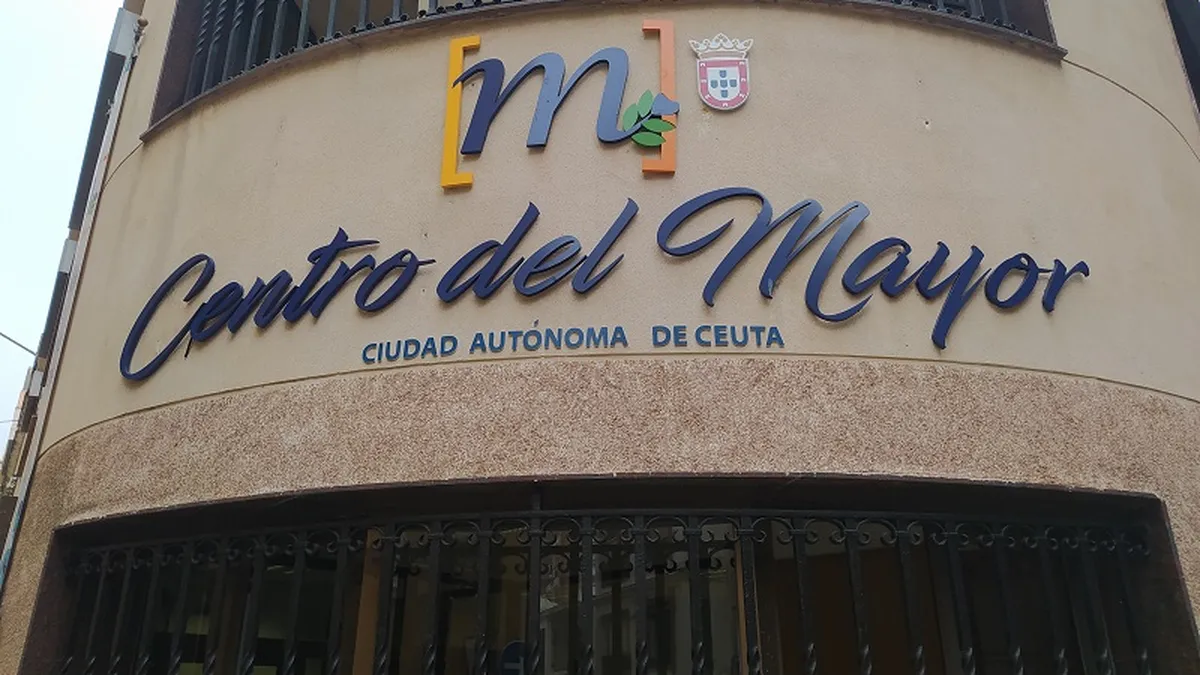 [m]
Centro del Mayor
CIUDAD AUTÓNOMA DE CEUTA